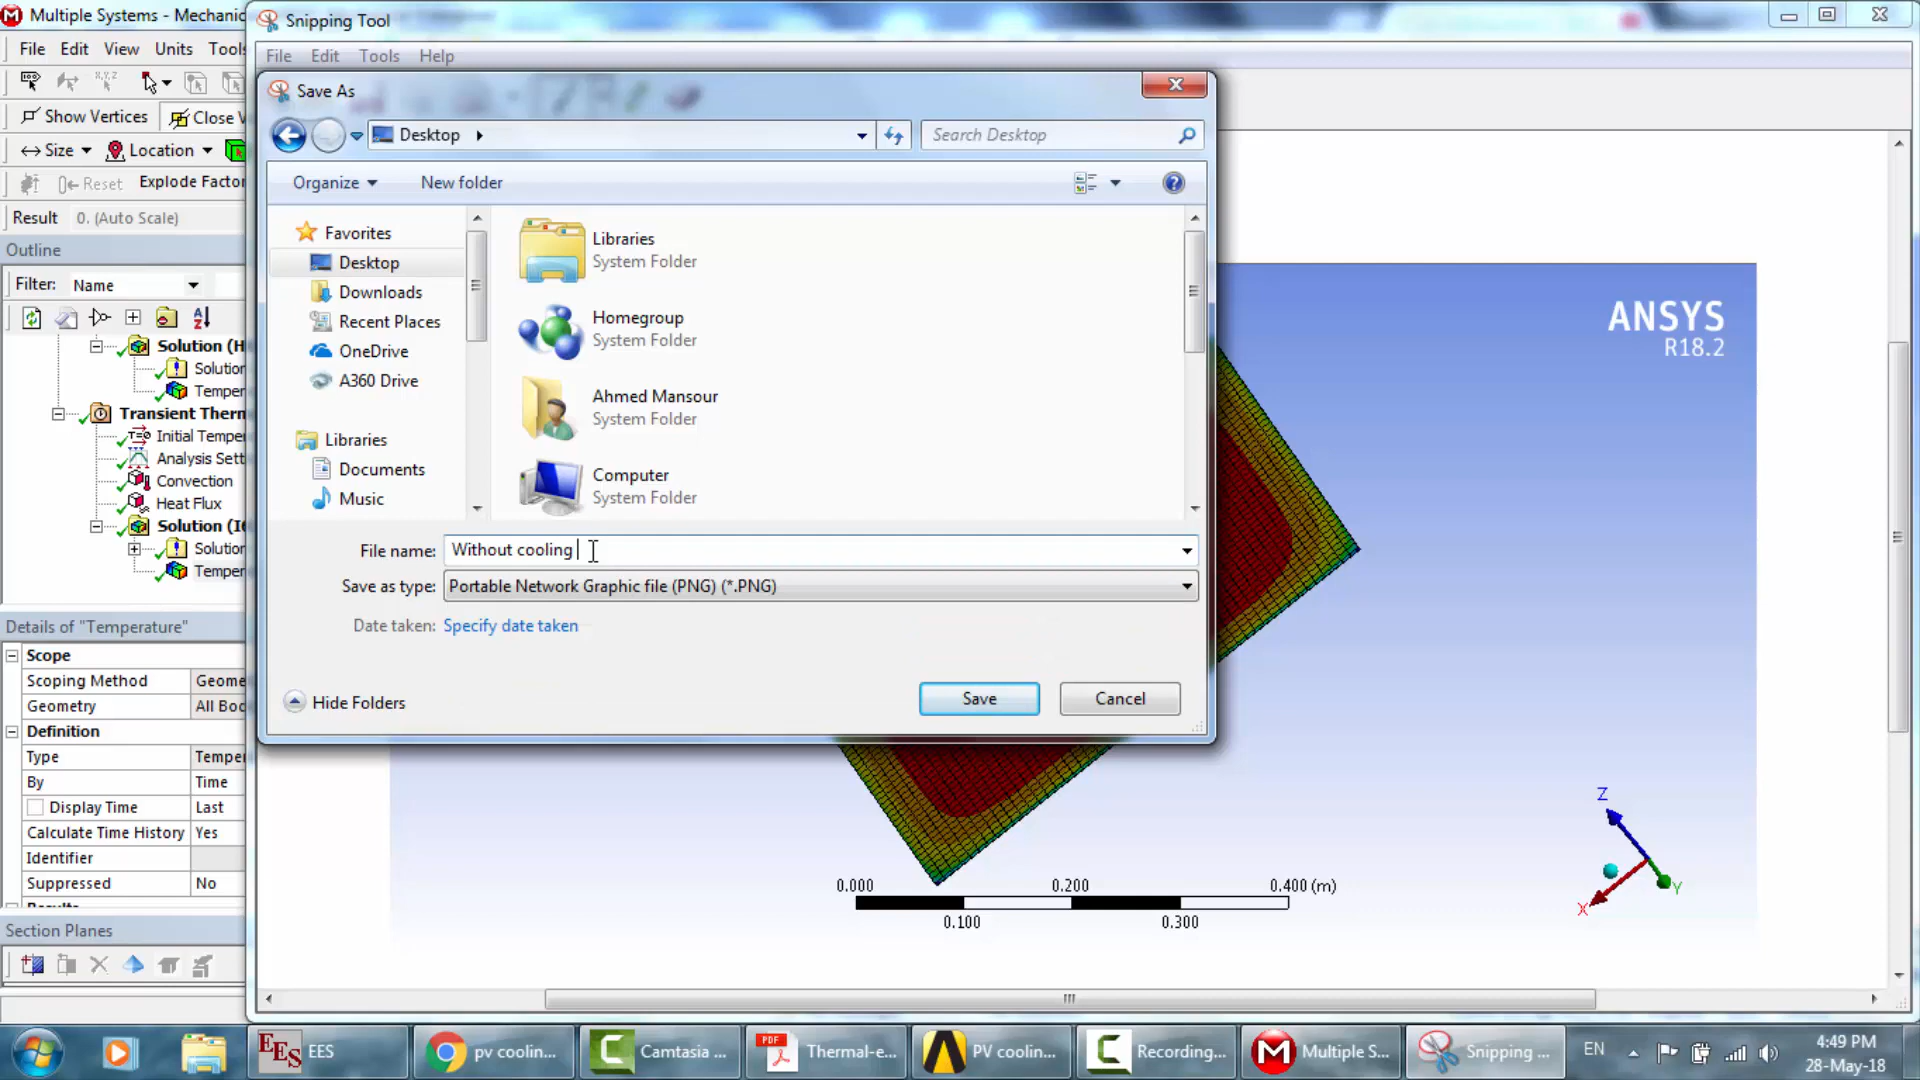 Multiple Systems - Mechanic
Snipping Tool
File Edit View Units Tools
File Edit Tools Help
Save As
Show Vertices
Close V
Desktop
Search Desktop
Size
Location
Organize
New folder
Reset
Explode Factor
Result
0. (Auto Scale)
Outline
Filter:
Name
Favorites
Desktop
Downloads
Recent Places
OneDrive
A360 Drive
Libraries
Documents
Music
Libraries
System Folder
Homegroup
System Folder
Ahmed Mansour
System Folder
Computer
System Folder
ANSYS
R18.2
Solution (H
Solution
Temper
Transient Therm
Initial Temper
Analysis Sett
Convection
Heat Flux
Solution (I6
Solution
Temper
File name:
Without cooling
Save as type:
Portable Network Graphic file (PNG) (*.PNG)
Date taken:
Specify date taken
Hide Folders
Save
Cancel
Details of "Temperature"
Scope
Scoping Method
Geome
Geometry
All Boc
Definition
Type
Temper
By
Time
Display Time
Last
Calculate Time History
Yes
Identifier
Suppressed
No
Section Planes
0.000
0.200
0.400 (m)
0.100
0.300
Z
Y
X
EES
EES
pv coolin...
Camtasia ...
PDF
Thermal-e...
PV coolin...
Recording...
Multiple S...
Snipping ...
EN
4:49 PM
28-May-18